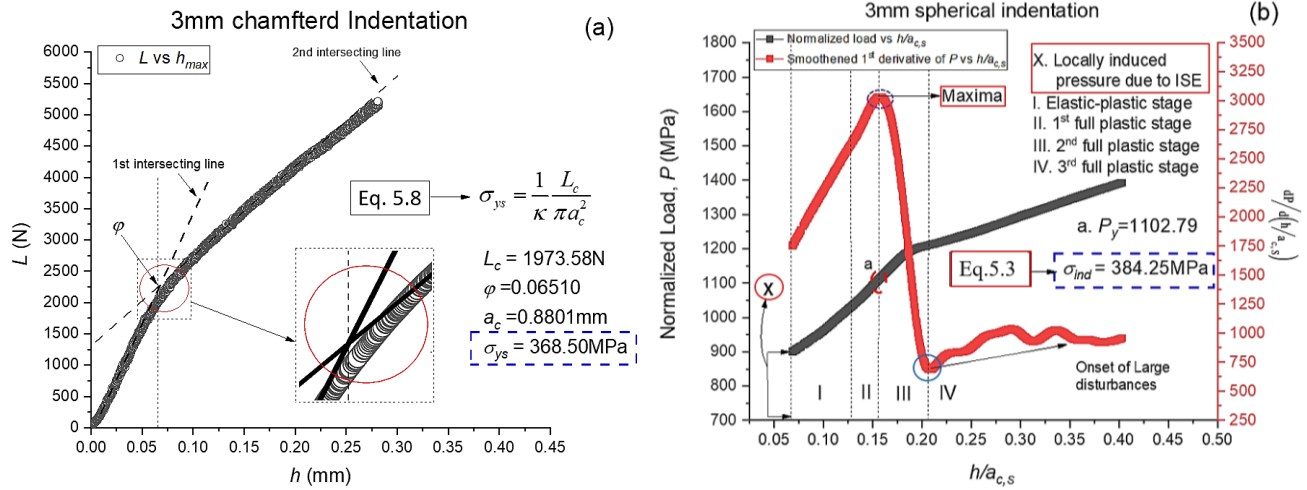 3mm chamfterd Indentation
(a)
L vs hmax
2nd intersecting line
1st intersecting line
φ
Eq. 5.8
σys = 1/κ Lc/πac²
Lc = 1973.58N
φ =0.06510
ac = 0.8801mm
σys = 368.50MPa
L (N)
6000
5500
5000
4500
4000
3500
3000
2500
2000
1500
1000
500
0
0.00 0.05 0.10 0.15 0.20 0.25 0.30 0.35 0.40
h (mm)
3mm spherical indentation
(b)
Normalized load vs h/ac,s
Smoothened 1st derivative of P vs h/ac,s
X. Locally induced
pressure due to ISE
Maxima
I. Elastic-plastic stage
II. 1st full plastic stage
III. 2nd full plastic stage
IV. 3rd full plastic stage
a. Py=1102.79
Eq.5.3
σind = 384.25MPa
a
X
I II III IV
Onset of Large
disturbances
Normalized Load, P (MPa)
1800
1700
1600
1500
1400
1300
1200
1100
1000
900
800
700
3500
3250
3000
2750
2500
2250
2000
1750
1500
1250
1000
750
500
250
dP/d(h/ac,s)
0.05 0.10 0.15 0.20 0.25 0.30 0.35 0.40 0.45 0.50
h/ac,s